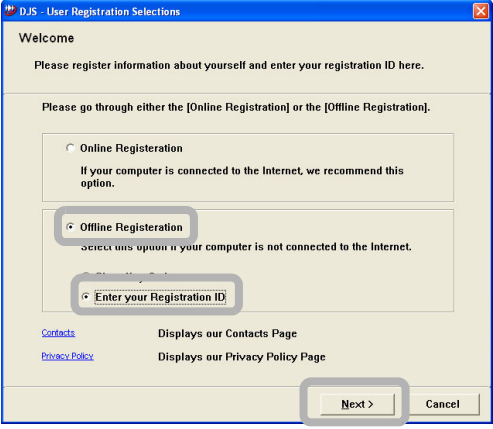 DJS - User Registration Selections
Welcome
Please register information about yourself and enter your registration ID here.
Please go through either the [Online Registration] or the [Offline Registration].
Online Registeration
If your computer is connected to the Internet, we recommend this
option.
Offline Registeration
Select this option if your computer is not connected to the Internet.
Enter your Registration ID
Contacts Displays our Contacts Page
Privacy Policy Displays our Privacy Policy Page
Next > Cancel